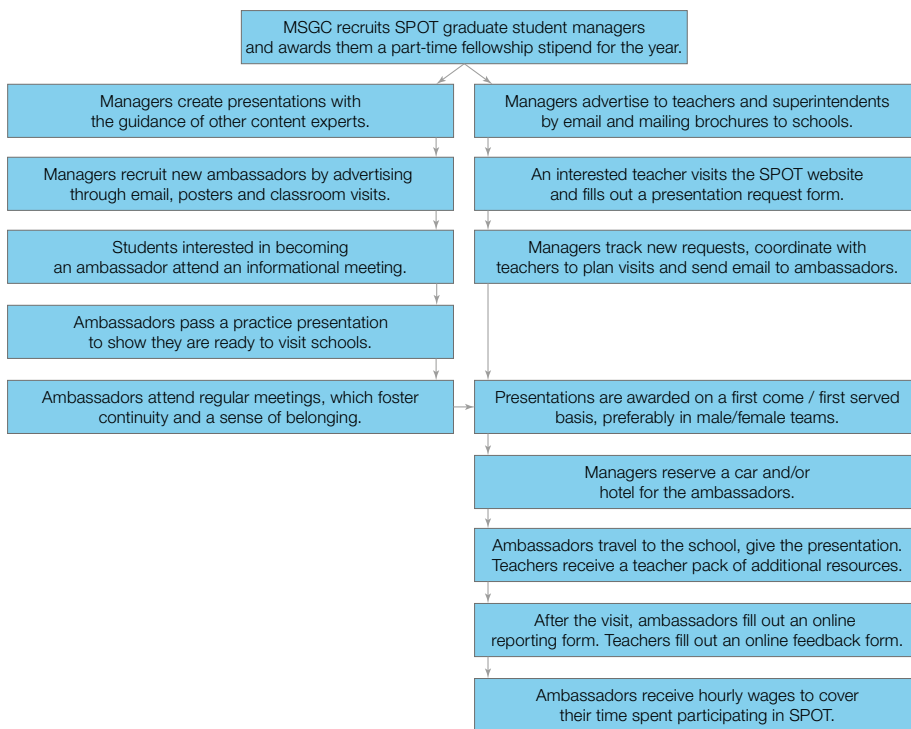 MSGC recruits SPOT graduate student managers
and awards them a part-time fellowship stipend for the year.
Managers create presentations with
the guidance of other content experts.
Managers recruit new ambassadors by advertising
through email, posters and classroom visits.
Students interested in becoming
an ambassador attend an informational meeting.
Ambassadors pass a practice presentation
to show they are ready to visit schools.
Ambassadors attend regular meetings, which foster
continuity and a sense of belonging.
Managers advertise to teachers and superintendents
by email and mailing brochures to schools.
An interested teacher visits the SPOT website
and fills out a presentation request form.
Managers track new requests, coordinate with
teachers to plan visits and send email to ambassadors.
Presentations are awarded on a first come / first served
basis, preferably in male/female teams.
Managers reserve a car and/or
hotel for the ambassadors.
Ambassadors travel to the school, give the presentation.
Teachers receive a teacher pack of additional resources.
After the visit, ambassadors fill out an online
reporting form. Teachers fill out an online feedback form.
Ambassadors receive hourly wages to cover
their time spent participating in SPOT.